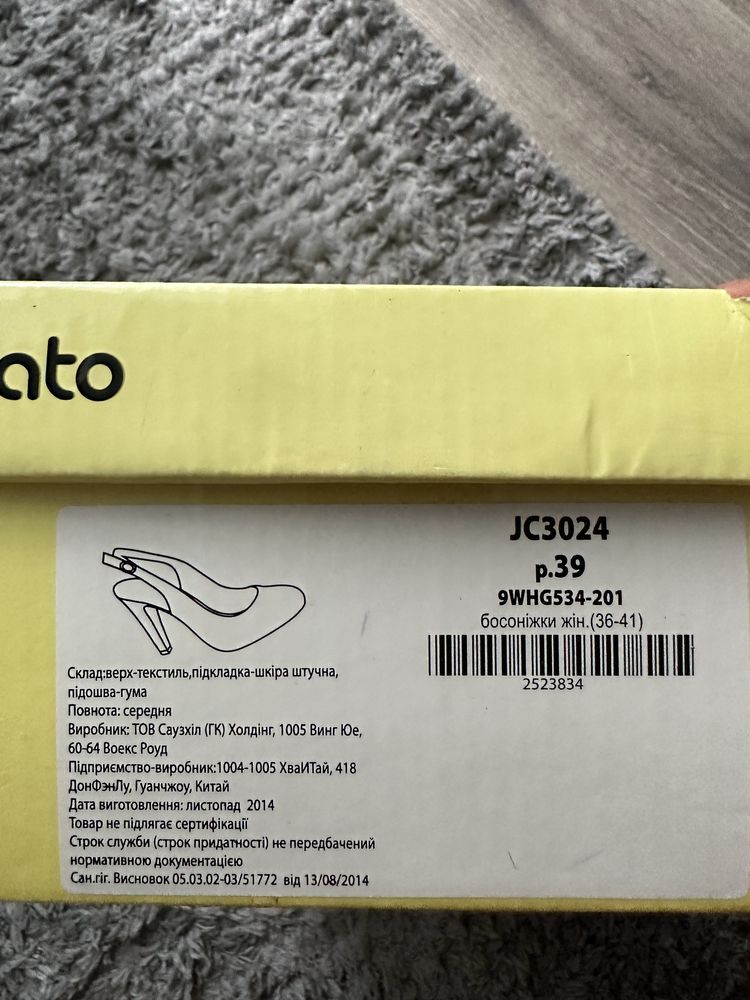 ato
JC3024
р.39
9WHG534-201
босоніжки жін.(36-41)
2523834
Склад:верх-текстиль,підкладка-шкіра штучна,
підошва-гума
Повнота: середня
Виробник: ТОВ Саузхіл (ГК) Холдінг, 1005 Винг Юе,
60-64 Воекс Роуд
Підприємство-виробник:1004-1005 ХваИТай, 418
ДонФэнЛу, Гуанчжоу, Китай
Дата виготовлення: листопад 2014
Товар не підлягає сертифікації
Строк служби (строк придатності) не передбачений
нормативною документацією
Сан.гіг. Висновок 05.03.02-03/51772 від 13/08/2014